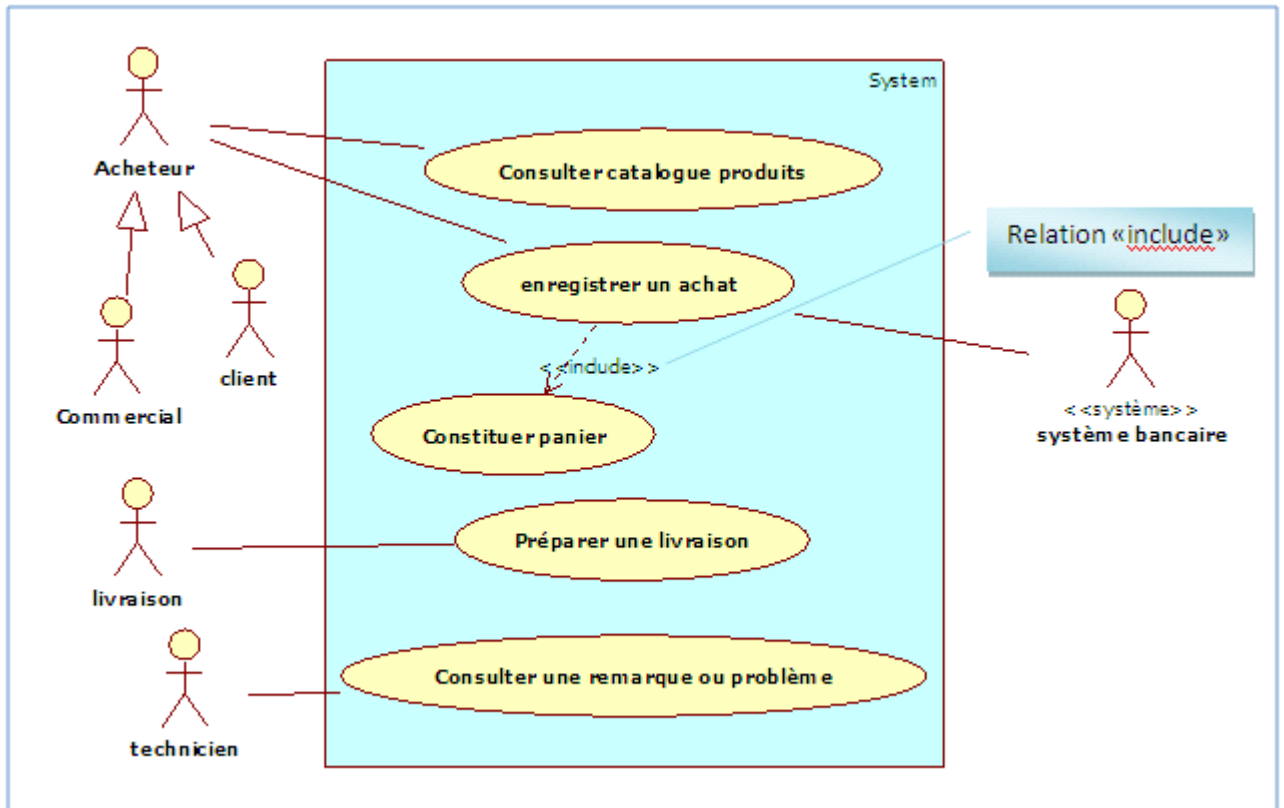 System
Acheteur
Consulter catalogue produits
Relation «include»
enregistrer un achat
client
<<include>>
Commercial
<<système>>
système bancaire
Constituer panier
Préparer une livraison
livraison
Consulter une remarque ou problème
technicien